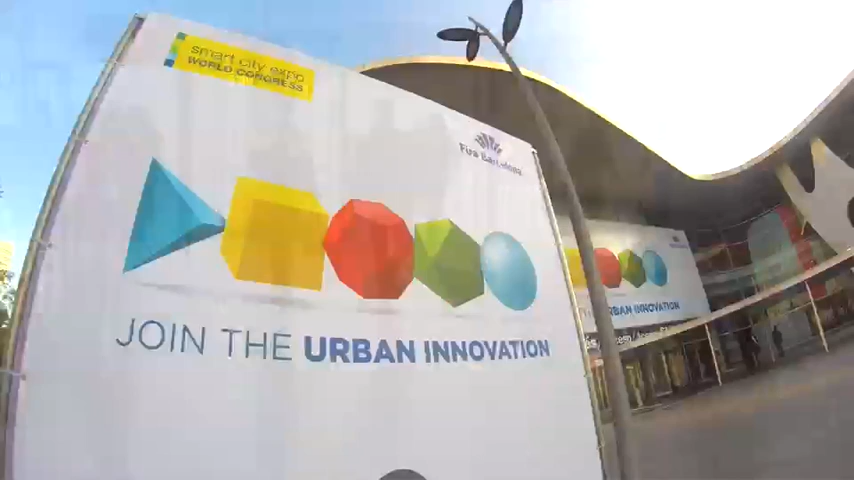 smart city expo
WORLD CONGRESS
Fira Barcelona
JOIN THE URBAN INNOVATION
URBAN INNOVATION